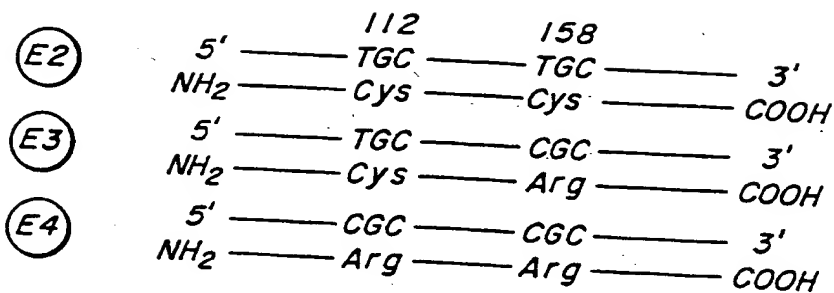 112 158
E2 5' TGC TGC 3'
NH2 Cys Cys COOH
E3 5' TGC CGC 3'
NH2 Cys Arg COOH
E4 5' CGC CGC 3'
NH2 Arg Arg COOH